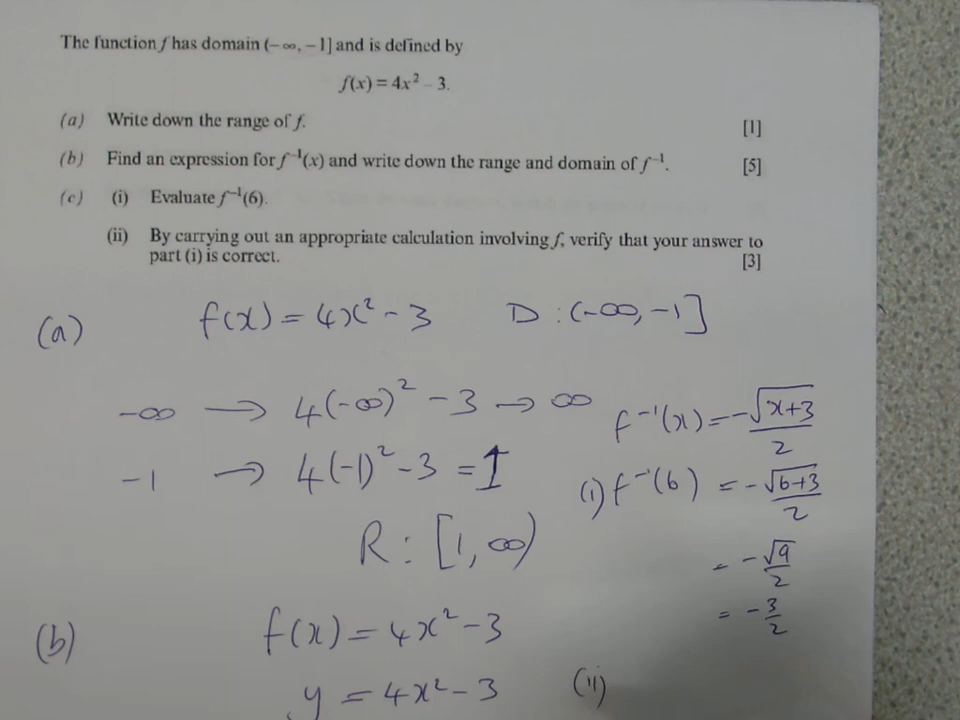 The function f has domain (−∞, −1] and is defined by
f(x) = 4x² − 3.
(a) Write down the range of f. [1]
(b) Find an expression for f⁻¹(x) and write down the range and domain of f⁻¹. [5]
(c) (i) Evaluate f⁻¹(6).
(ii) By carrying out an appropriate calculation involving f, verify that your answer to
part (i) is correct. [3]
(a) f(x) = 4x² − 3 D : (−∞, −1]
−∞ → 4(−∞)² − 3 → ∞
−1 → 4(−1)² − 3 = 1
R : [1, ∞)
(b) f(x) = 4x² − 3
y = 4x² − 3
f⁻¹(x) = −√(x+3)/2
(i) f⁻¹(6) = −√(6+3)/2
= −√9/2
= −3/2
(ii)